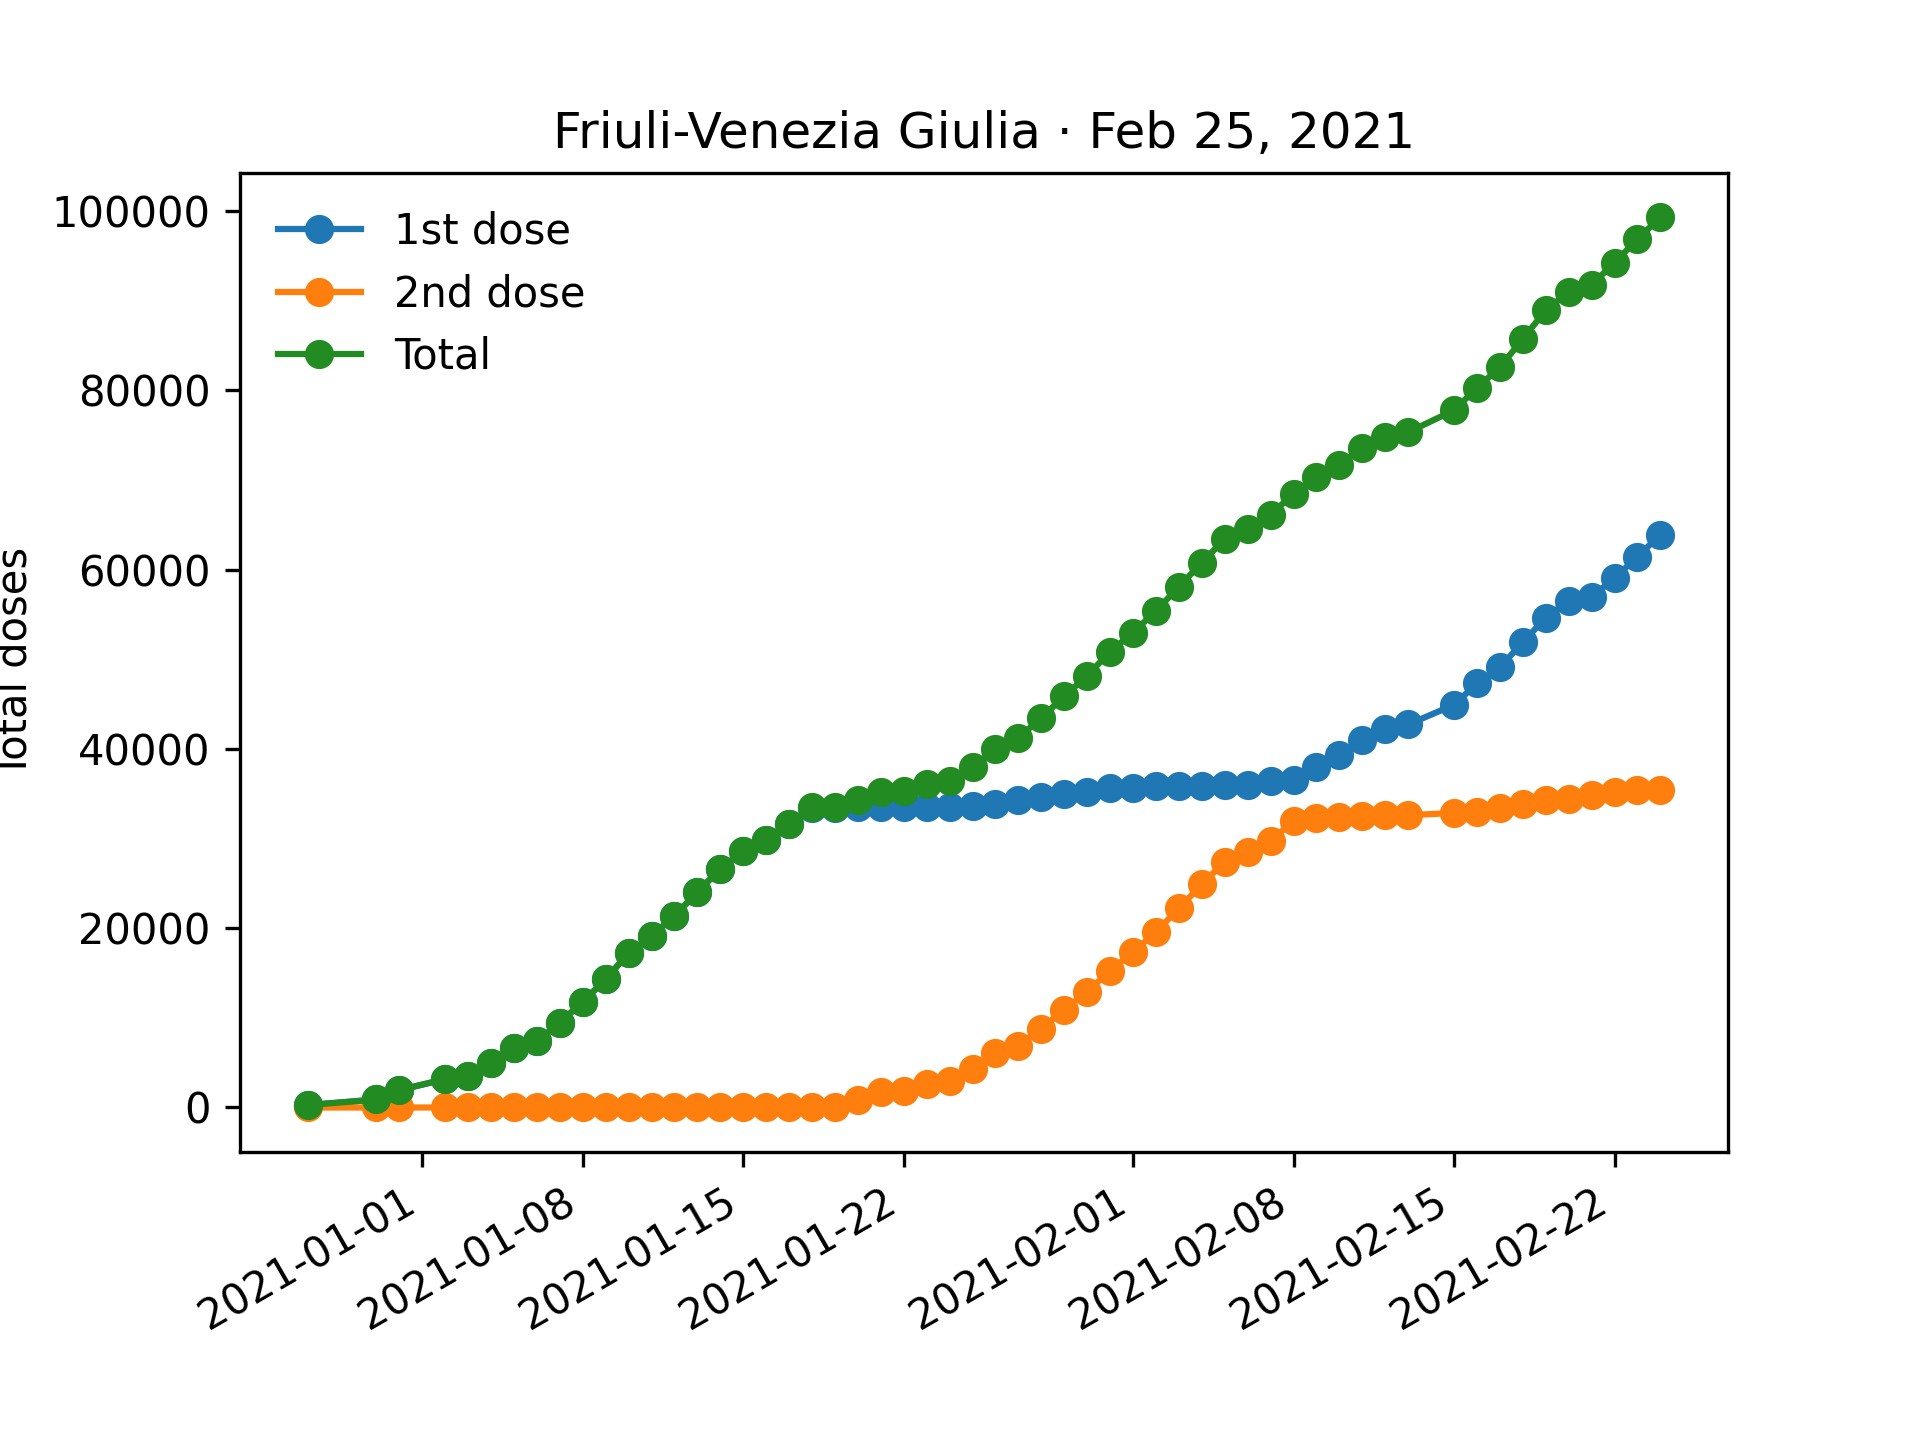 Friuli-Venezia Giulia · Feb 25, 2021
1st dose
2nd dose
Total
100000
80000
60000
40000
20000
0
Total doses
2021-01-01
2021-01-08
2021-01-15
2021-01-22
2021-02-01
2021-02-08
2021-02-15
2021-02-22